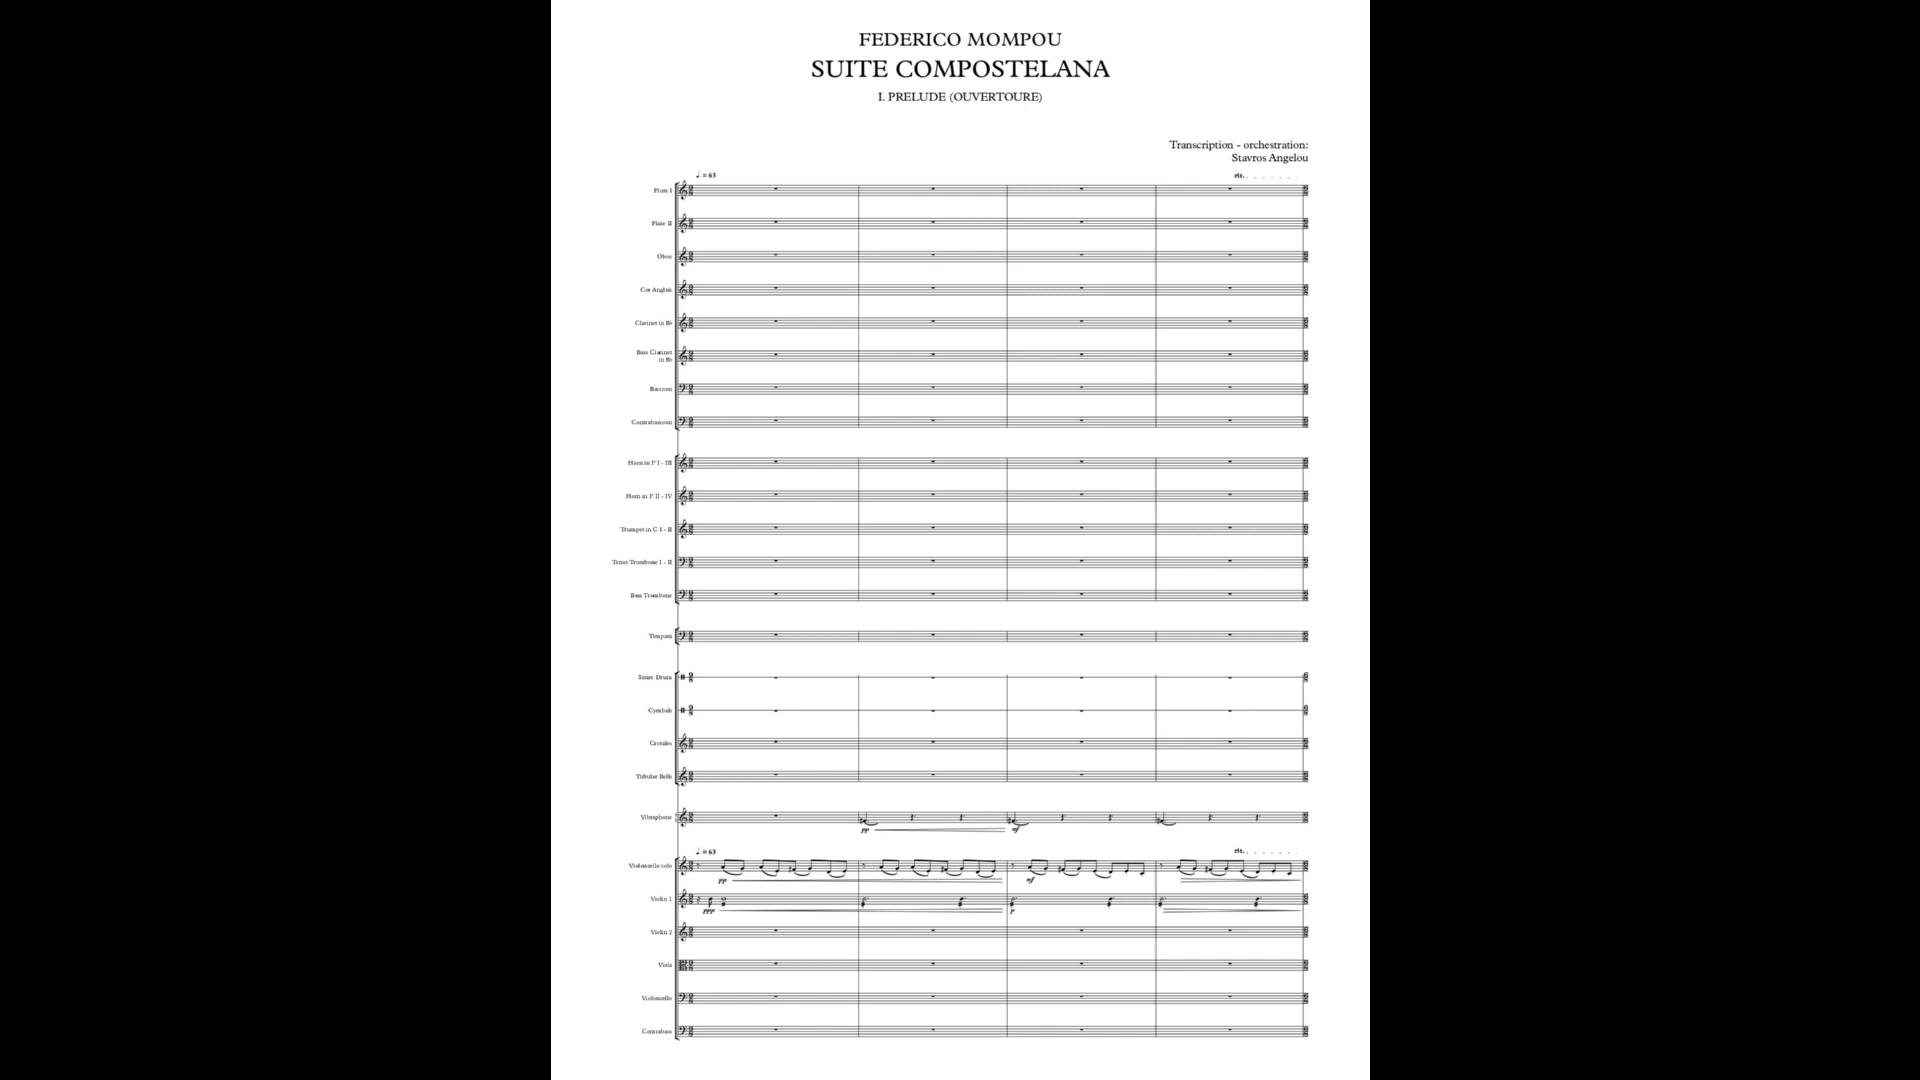 FEDERICO MOMPOU
SUITE COMPOSTELANA
I. PRELUDE (OUVERTOURE)
Transcription - orchestration:
Stavros Angelou
♩. = 63
rit.
Flute I
Flute II
Oboe
Cor Anglais
Clarinet in B♭
Bass Clarinet
in B♭
Bassoon
Contrabassoon
Horn in F I - III
Horn in F II - IV
Trumpet in C I - II
Tenor Trombone I - II
Bass Trombone
Timpani
Snare Drum
Cymbals
Crotales
Tubular Bells
Vibraphone
pp
mf
♩. = 63
rit.
Violoncello solo
pp
mf
Violin 1
ppp
p
Violin 2
Viola
Violoncello
Contrabass